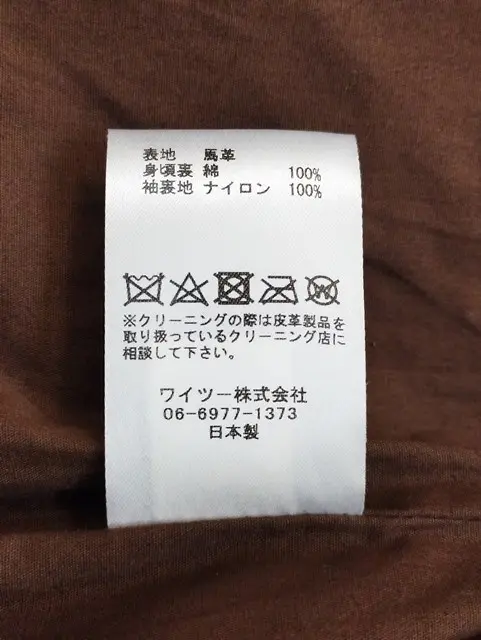 表地 馬革
身頃裏 綿 100%
袖裏地 ナイロン 100%
※クリーニングの際は皮革製品を
取り扱っているクリーニング店に
相談して下さい。
ワイツー株式会社
06-6977-1373
日本製